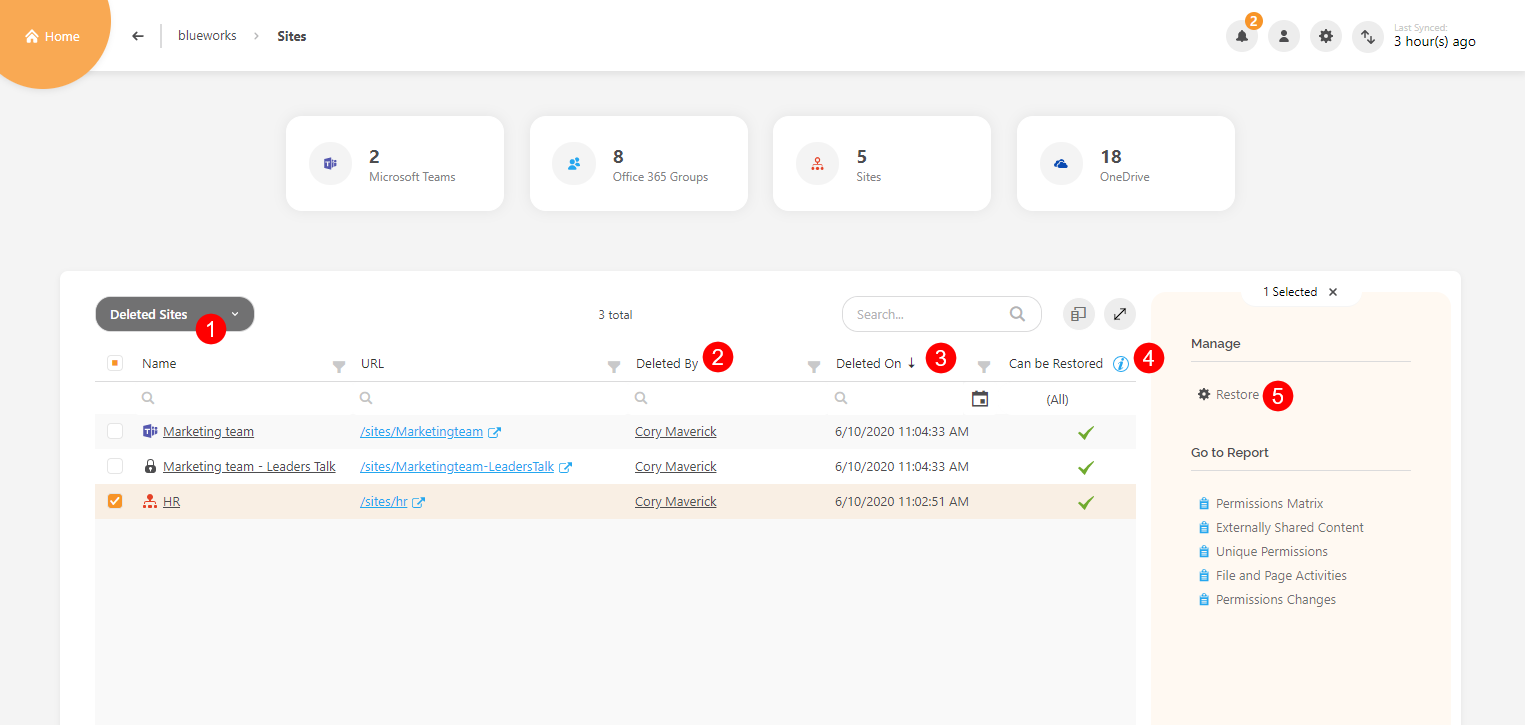 Home
blueworks > Sites
2
Last Synced:
3 hour(s) ago
2
Microsoft Teams
8
Office 365 Groups
5
Sites
18
OneDrive
Deleted Sites
1
3 total
Search...
1 Selected
Name URL Deleted By 2 Deleted On ↓ 3 Can be Restored i 4
(All)
Marketing team /sites/Marketingteam Cory Maverick 6/10/2020 11:04:33 AM
Marketing team - Leaders Talk /sites/Marketingteam-LeadersTalk Cory Maverick 6/10/2020 11:04:33 AM
HR /sites/hr Cory Maverick 6/10/2020 11:02:51 AM
Manage
Restore 5
Go to Report
Permissions Matrix
Externally Shared Content
Unique Permissions
File and Page Activities
Permissions Changes